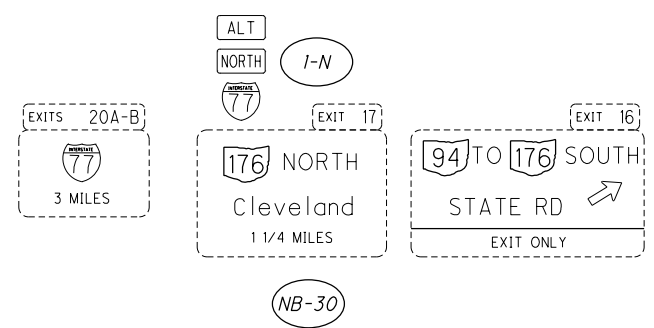 ALT
NORTH
1-N
INTERSTATE
77
EXITS 20A-B
INTERSTATE
77
3 MILES
EXIT 17
176 NORTH
Cleveland
1 1/4 MILES
EXIT 16
94 TO 176 SOUTH
STATE RD
EXIT ONLY
NB-30